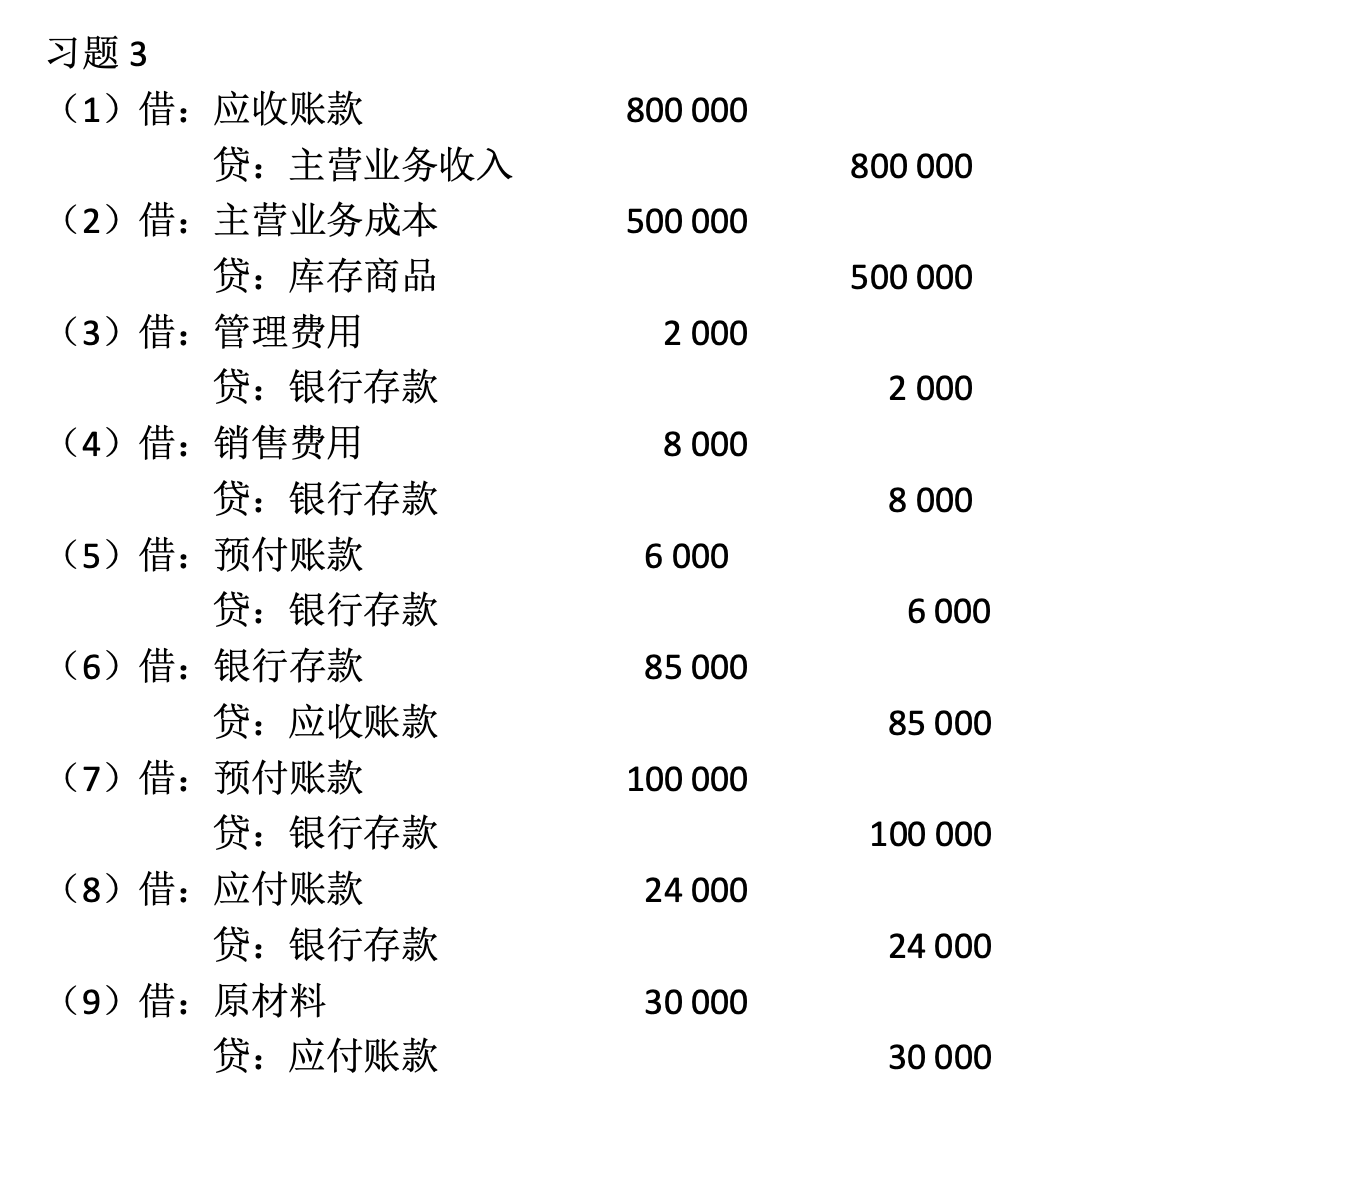 习题 3
（1）借：应收账款 800 000
贷：主营业务收入 800 000
（2）借：主营业务成本 500 000
贷：库存商品 500 000
（3）借：管理费用 2 000
贷：银行存款 2 000
（4）借：销售费用 8 000
贷：银行存款 8 000
（5）借：预付账款 6 000
贷：银行存款 6 000
（6）借：银行存款 85 000
贷：应收账款 85 000
（7）借：预付账款 100 000
贷：银行存款 100 000
（8）借：应付账款 24 000
贷：银行存款 24 000
（9）借：原材料 30 000
贷：应付账款 30 000